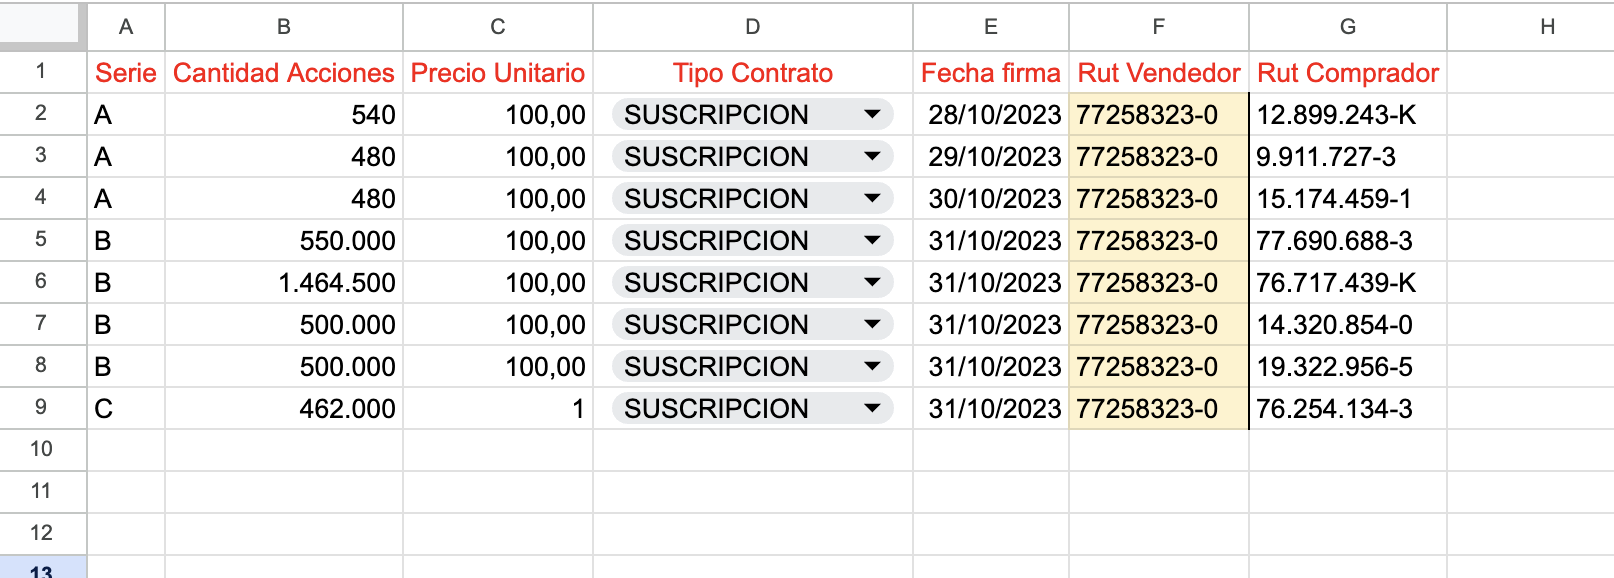 A B C D E F G H
1 Serie Cantidad Acciones Precio Unitario Tipo Contrato Fecha firma Rut Vendedor Rut Comprador
2 A 540 100,00 SUSCRIPCION 28/10/2023 77258323-0 12.899.243-K
3 A 480 100,00 SUSCRIPCION 29/10/2023 77258323-0 9.911.727-3
4 A 480 100,00 SUSCRIPCION 30/10/2023 77258323-0 15.174.459-1
5 B 550.000 100,00 SUSCRIPCION 31/10/2023 77258323-0 77.690.688-3
6 B 1.464.500 100,00 SUSCRIPCION 31/10/2023 77258323-0 76.717.439-K
7 B 500.000 100,00 SUSCRIPCION 31/10/2023 77258323-0 14.320.854-0
8 B 500.000 100,00 SUSCRIPCION 31/10/2023 77258323-0 19.322.956-5
9 C 462.000 1 SUSCRIPCION 31/10/2023 77258323-0 76.254.134-3
10
11
12
13